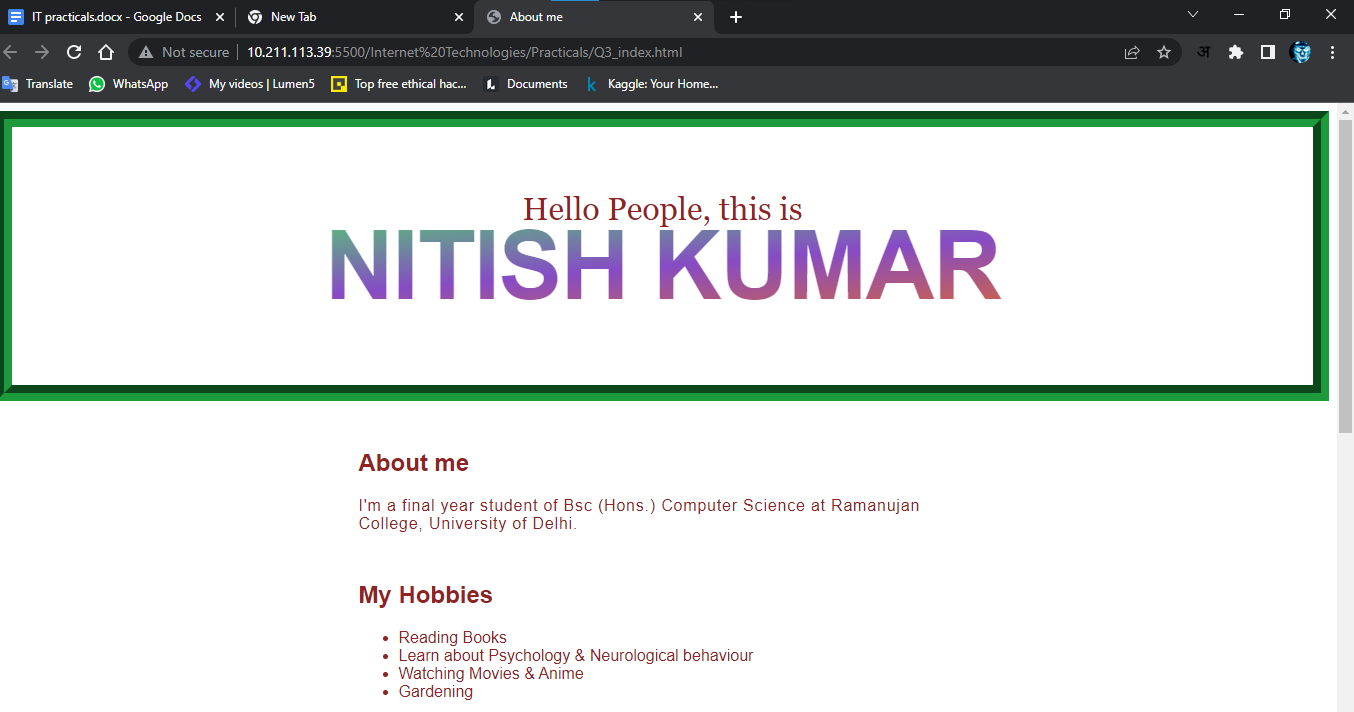 IT practicals.docx - Google Docs
New Tab
About me
Not secure
10.211.113.39:5500/Internet%20Technologies/Practicals/Q3_index.html
अ
Translate
WhatsApp
My videos | Lumen5
Top free ethical hac...
Documents
Kaggle: Your Home...
Hello People, this is
NITISH KUMAR
About me
I'm a final year student of Bsc (Hons.) Computer Science at Ramanujan
College, University of Delhi.
My Hobbies
• Reading Books
• Learn about Psychology & Neurological behaviour
• Watching Movies & Anime
• Gardening